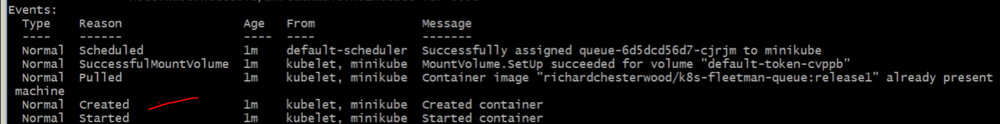 Events:
Type Reason Age From Message
---- ------ ---- ---- -------
Normal Scheduled 1m default-scheduler Successfully assigned queue-6d5dcd56d7-cjrjm to minikube
Normal SuccessfulMountVolume 1m kubelet, minikube MountVolume.SetUp succeeded for volume "default-token-cvppb"
Normal Pulled 1m kubelet, minikube Container image "richardchesterwood/k8s-fleetman-queue:release1" already present
machine
Normal Created 1m kubelet, minikube Created container
Normal Started 1m kubelet, minikube Started container